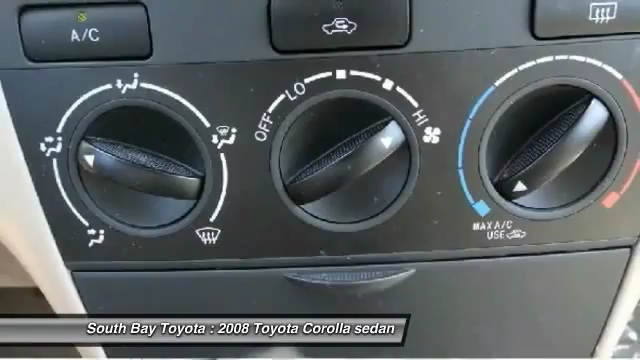 A/C
OFF LO HI
MAX A/C
USE
South Bay Toyota : 2008 Toyota Corolla sedan